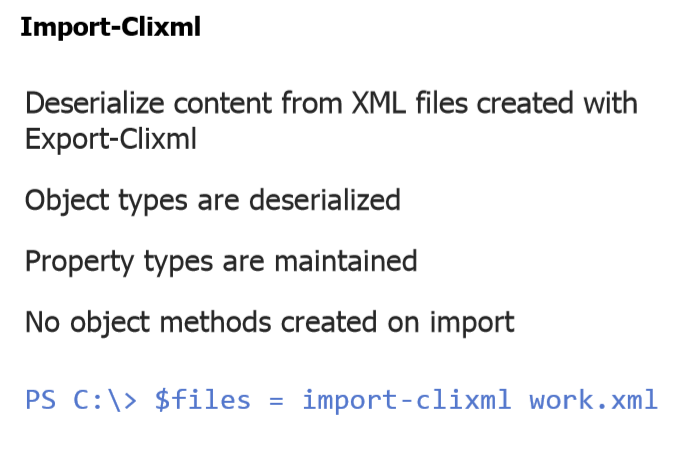 Import-Clixml
Deserialize content from XML files created with
Export-Clixml
Object types are deserialized
Property types are maintained
No object methods created on import
PS C:\> $files = import-clixml work.xml